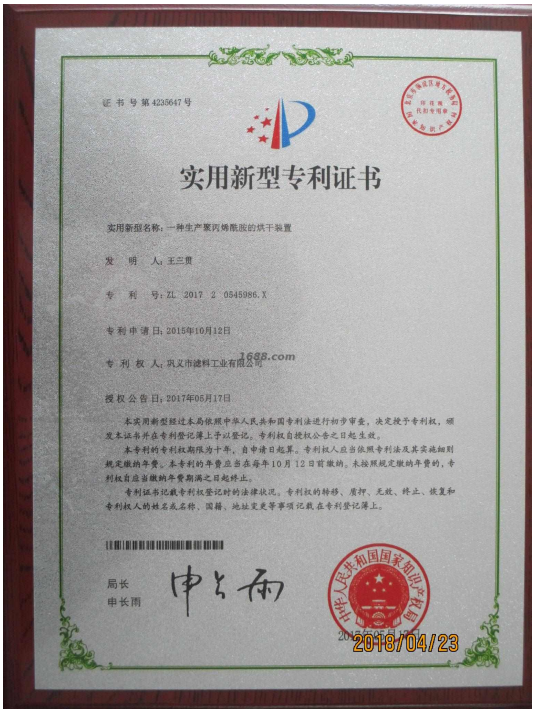 证书号第4235647号
实用新型专利证书
实用新型名称：一种生产聚丙烯酰胺的烘干装置
发 明 人：王三贯
专 利 号：ZL 2017 2 0545986.X
专利申请日：2015年10月12日
1688.com
专 利 权 人：巩义市滤料工业有限公司
授权公告日：2017年05月17日
本实用新型经过本局依照中华人民共和国专利法进行初步审查，决定授予专利权，颁
发本证书并在专利登记簿上予以登记。专利权自授权公告之日起生效。
本专利的专利权期限为十年，自申请日起算。专利权人应当依照专利法及其实施细则
规定缴纳年费。本专利的年费应当在每年10月12日前缴纳。未按照规定缴纳年费的，专
利权自应当缴纳年费期满之日起终止。
专利证书记载专利权登记时的法律状况。专利权的转移、质押、无效、终止、恢复和
专利权人的姓名或名称、国籍、地址变更等事项记载在专利登记簿上。
局长
申长雨
中华人民共和国国家知识产权局
2017年05月17日
2018/04/23